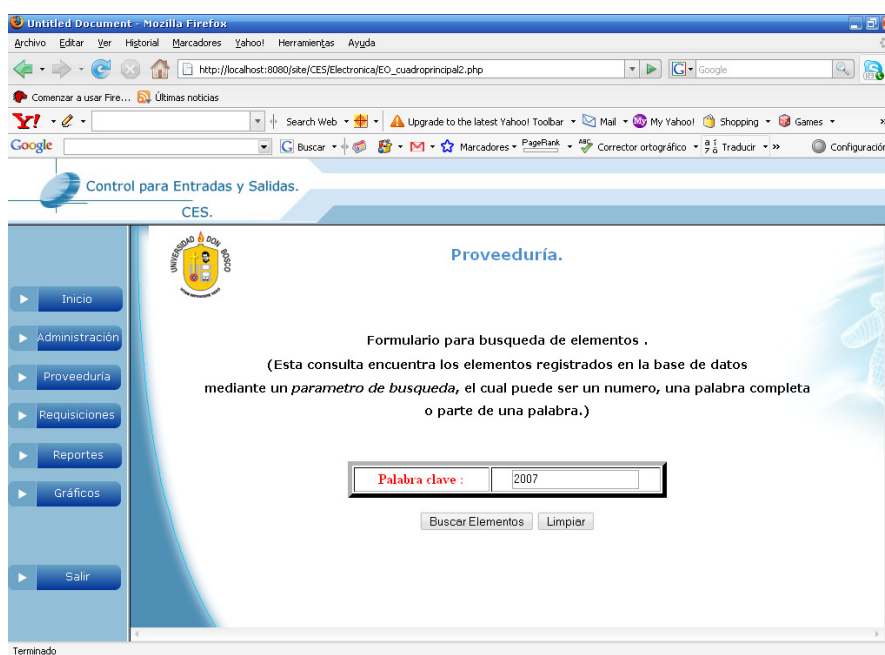 Untitled Document - Mozilla Firefox
Archivo Editar Ver Historial Marcadores Yahoo! Herramientas Ayuda
http://localhost:8080/site/CES/Electronica/EO_cuadroprincipal2.php G Google
Comenzar a usar Fire... Últimas noticias
Y! Search Web Upgrade to the latest Yahoo! Toolbar Mail My Yahoo! Shopping Games »
Google G Buscar Marcadores PageRank ABC Corrector ortográfico Traducir » Configuración
Control para Entradas y Salidas.
CES.
UNIVERSIDAD DON BOSCO
Proveeduría.
Inicio
Administración
Proveeduría
Requisiciones
Reportes
Gráficos
Salir
Formulario para busqueda de elementos .
(Esta consulta encuentra los elementos registrados en la base de datos
mediante un parametro de busqueda, el cual puede ser un numero, una palabra completa
o parte de una palabra.)
Palabra clave : 2007
Buscar Elementos Limpiar
Terminado